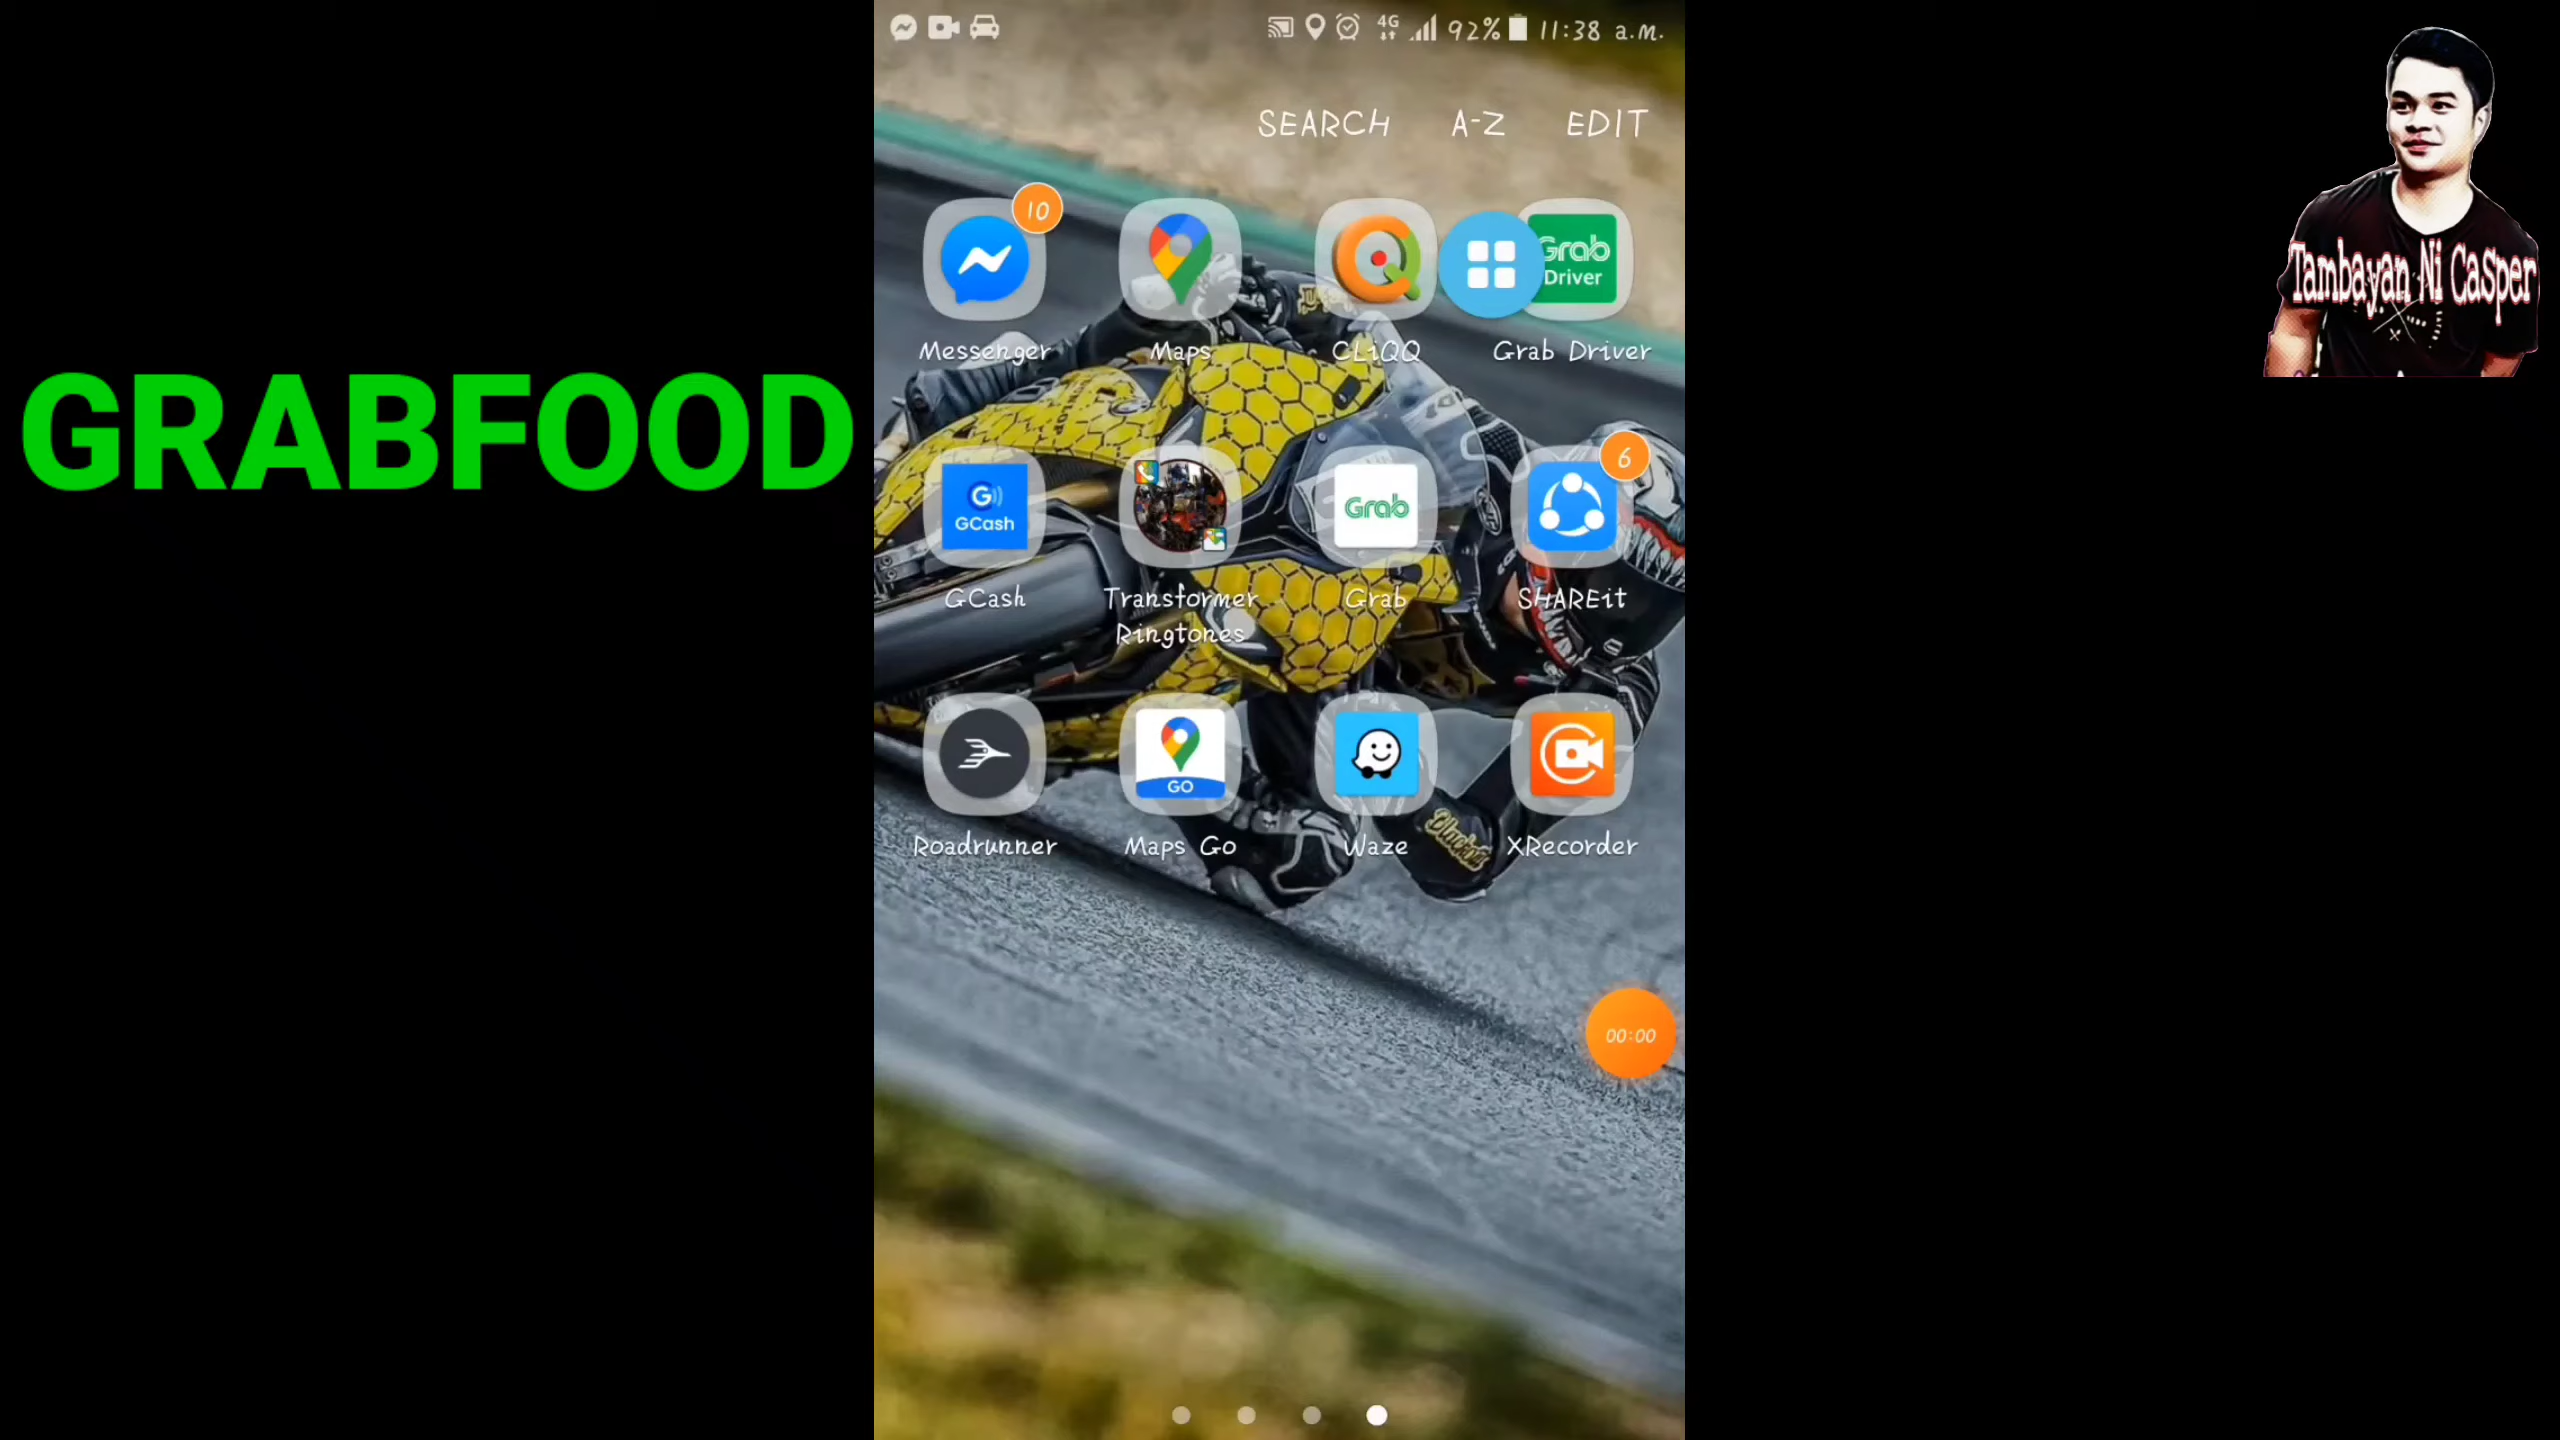 92% 11:38 a.m.
4G
SEARCH A-Z EDIT
10
Grab
Driver
Messenger Maps CLiQQ Grab Driver
GRABFOOD
Tambayan Ni CaSper
6
G
GCash
Grab
GCash Transformer Ringtones Grab SHAREit
GO
Roadrunner Maps Go Waze XRecorder
00:00